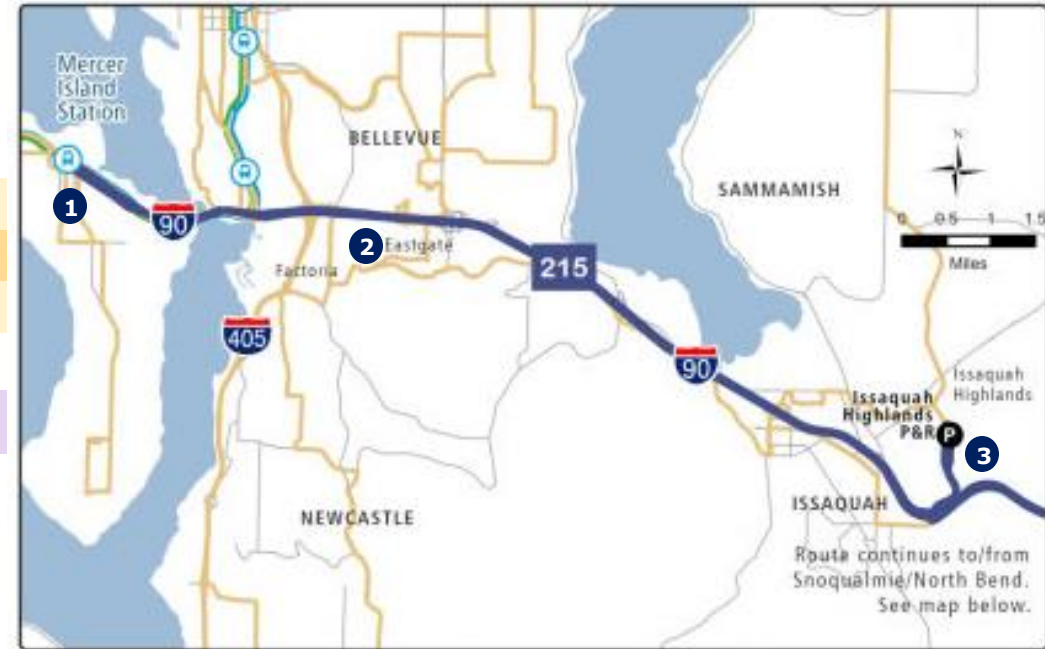 Mercer
Island
Station
BELLEVUE
SAMMAMISH
N
0 0.5 1 1.5
Miles
1
90
2
Eastgate
Factoria
215
405
90
Issaquah
Highlands
Issaquah
Highlands
P&R
P
3
NEWCASTLE
ISSAQUAH
Route continues to/from
Snoqualmie/North Bend.
See map below.